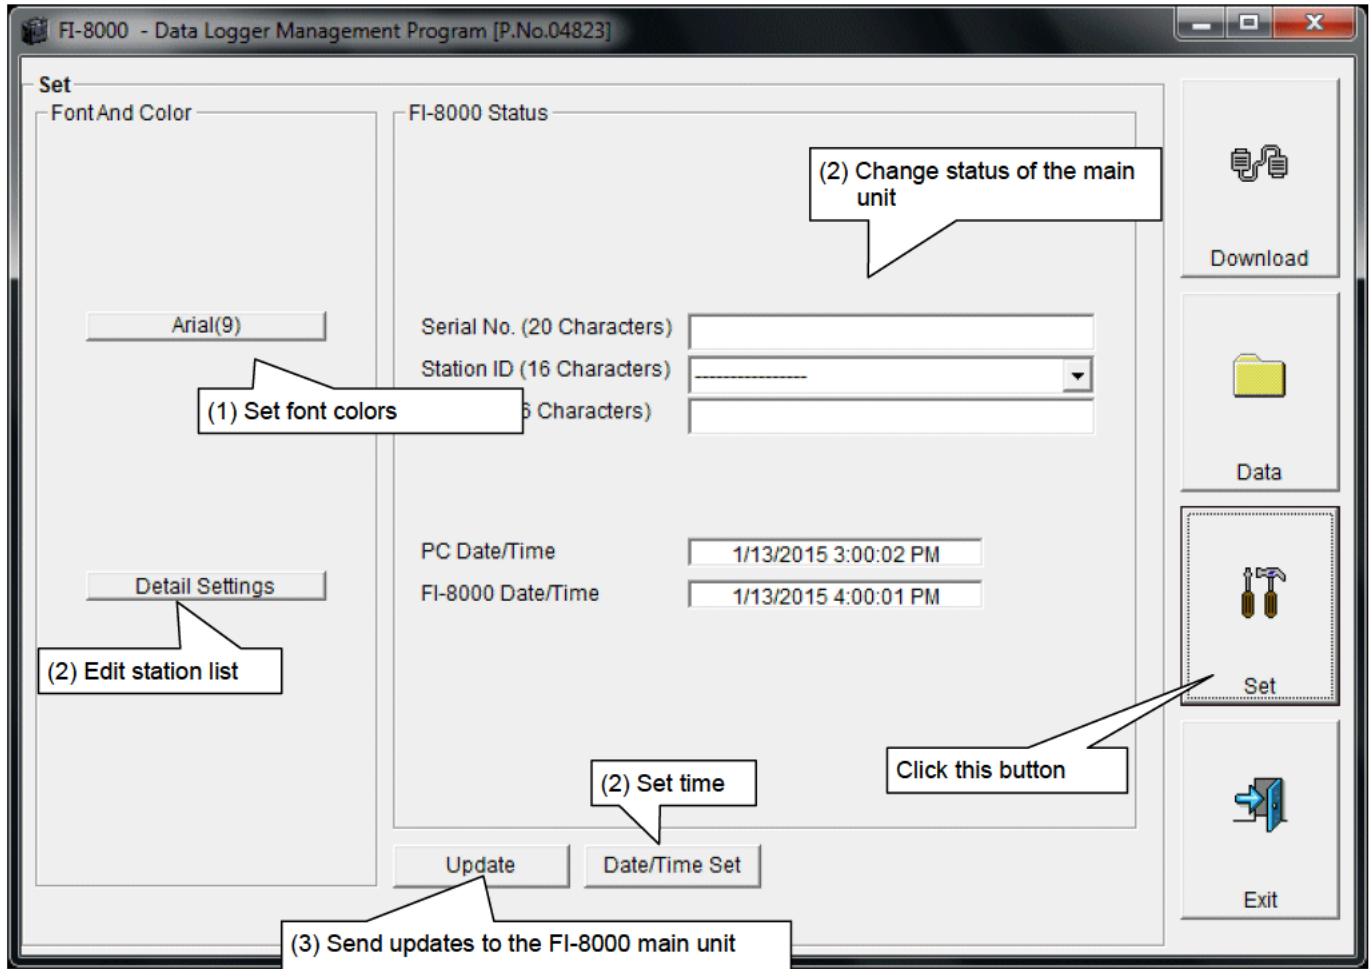 FI-8000 - Data Logger Management Program [P.No.04823]
Set
Font And Color
FI-8000 Status
(2) Change status of the main
unit
Download
Arial(9)
Serial No. (20 Characters)
Station ID (16 Characters)
----------------
(1) Set font colors
6 Characters)
Data
PC Date/Time
1/13/2015 3:00:02 PM
Detail Settings
FI-8000 Date/Time
1/13/2015 4:00:01 PM
(2) Edit station list
Set
Click this button
(2) Set time
Update
Date/Time Set
Exit
(3) Send updates to the FI-8000 main unit